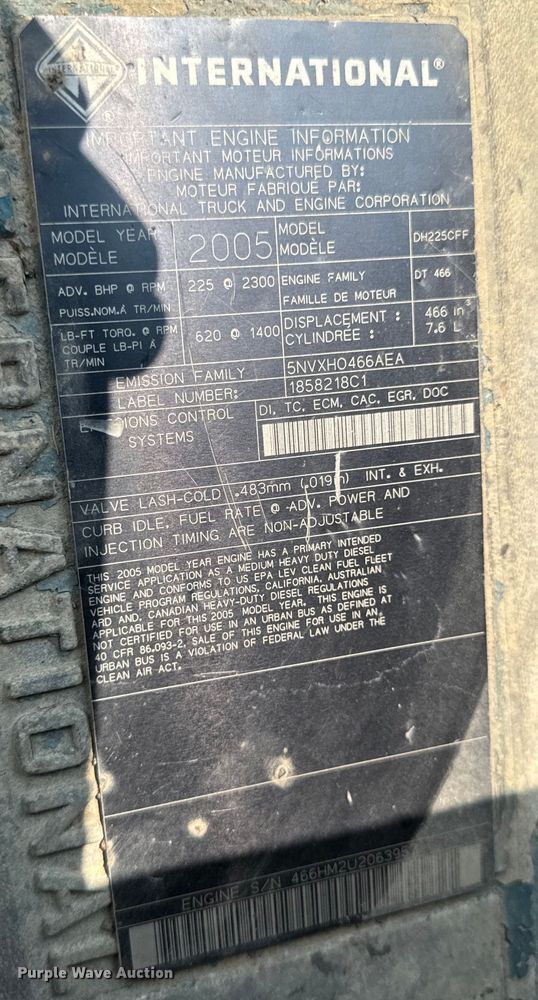 INTERNATIONAL
INTERNATIONAL®
IMPORTANT ENGINE INFORMATION
IMPORTANT MOTEUR INFORMATIONS
ENGINE MANUFACTURED BY:
MOTEUR FABRIQUÉ PAR:
INTERNATIONAL TRUCK AND ENGINE CORPORATION
MODEL YEAR
MODÈLE
2005
MODEL
MODÈLE
DH225CFF
ADV. BHP @ RPM
PUISS.NOM.À TR/MIN
225 @ 2300
ENGINE FAMILY
FAMILLE DE MOTEUR
DT 466
LB-FT TORQ. @ RPM
COUPLE LB-PI À
TR/MIN
620 @ 1400
DISPLACEMENT :
CYLINDRÉE :
466 in³
7.6 L
EMISSION FAMILY
5NVXH0466AEA
LABEL NUMBER:
1858218C1
IONS CONTROL
SYSTEMS
DI, TC, ECM, CAC, EGR, DOC
VALVE LASH-COLD .483mm (.019in) INT. & EXH.
CURB IDLE, FUEL RATE @ ADV. POWER AND
INJECTION TIMING ARE NON-ADJUSTABLE
THIS 2005 MODEL YEAR ENGINE HAS A PRIMARY INTENDED
SERVICE APPLICATION AS A MEDIUM HEAVY DUTY DIESEL
ENGINE AND CONFORMS TO US EPA LEV CLEAN FUEL FLEET
VEHICLE PROGRAM REGULATIONS, CALIFORNIA, AUSTRALIAN
ARD AND, CANADIAN HEAVY-DUTY DIESEL REGULATIONS
APPLICABLE FOR THIS 2005 MODEL YEAR. THIS ENGINE IS
NOT CERTIFIED FOR USE IN AN URBAN BUS AS DEFINED AT
40 CFR 86.093-2. SALE OF THIS ENGINE FOR USE IN AN
URBAN BUS IS A VIOLATION OF FEDERAL LAW UNDER THE
CLEAN AIR ACT.
ENGINE S/N 466HM2U206395
Purple Wave Auction